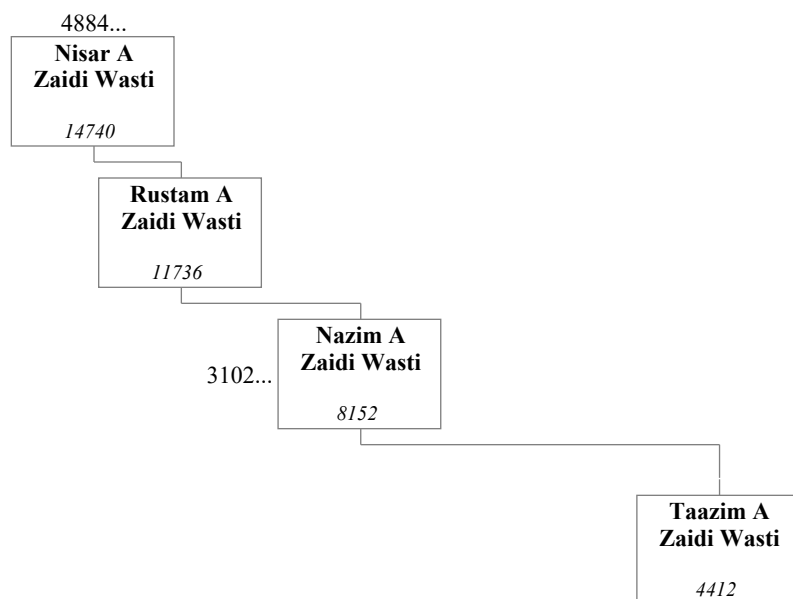 4884...
Nisar A
Zaidi Wasti
14740
Rustam A
Zaidi Wasti
11736
Nazim A
Zaidi Wasti
3102...
8152
Taazim A
Zaidi Wasti
4412